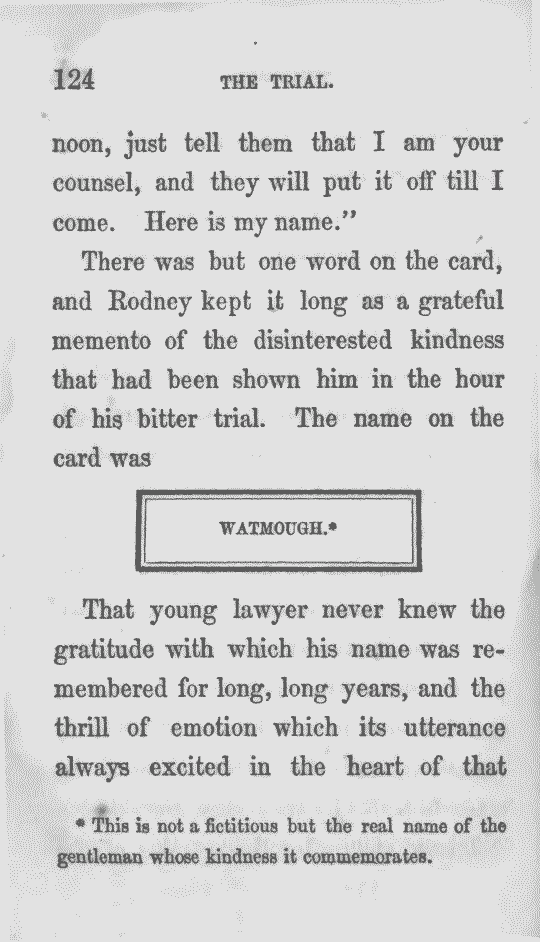 124 THE TRIAL.
noon, just tell them that I am your
counsel, and they will put it off till I
come. Here is my name."
There was but one word on the card,
and Rodney kept it long as a grateful
memento of the disinterested kindness
that had been shown him in the hour
of his bitter trial. The name on the
card was
WATMOUGH.*
That young lawyer never knew the
gratitude with which his name was re-
membered for long, long years, and the
thrill of emotion which its utterance
always excited in the heart of that
* This is not a fictitious but the real name of the
gentleman whose kindness it commemorates.